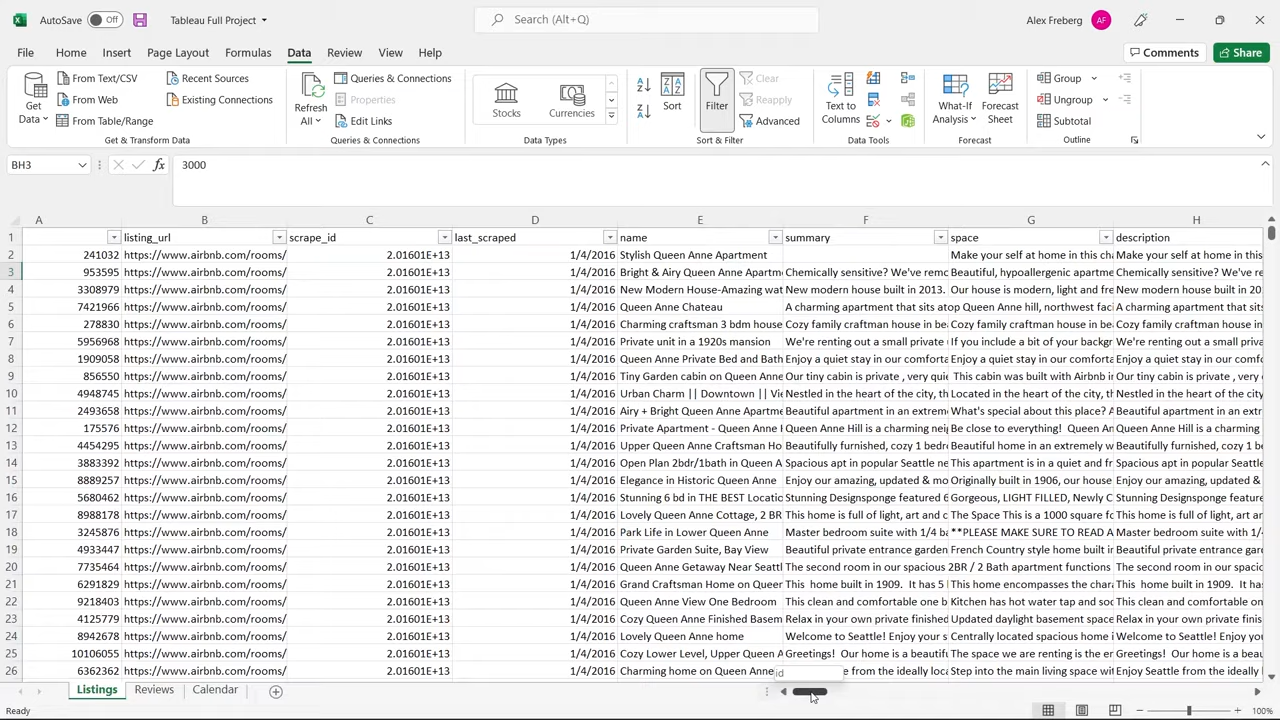 AutoSave Off Tableau Full Project Search (Alt+Q) Alex Freberg AF
File Home Insert Page Layout Formulas Data Review View Help Comments Share
Get Data From Text/CSV From Web From Table/Range Recent Sources Existing Connections
Refresh All Queries & Connections Properties Edit Links
Stocks Currencies
Sort Filter Clear Reapply Advanced
Text to Columns What-If Analysis Forecast Sheet Group Ungroup Subtotal
Get & Transform Data Queries & Connections Data Types Sort & Filter Data Tools Forecast Outline
BH3 fx 3000
A B C D E F G H
1 listing_url scrape_id last_scraped name summary space description
2 241032 https://www.airbnb.com/rooms/ 2.01601E+13 1/4/2016 Stylish Queen Anne Apartment Make your self at home in this cha Make your self at home in this
3 953595 https://www.airbnb.com/rooms/ 2.01601E+13 1/4/2016 Bright & Airy Queen Anne Apartme Chemically sensitive? We've remo Beautiful, hypoallergenic apartme Chemically sensitive? We've
4 3308979 https://www.airbnb.com/rooms/ 2.01601E+13 1/4/2016 New Modern House-Amazing wat New modern house built in 2013. Our house is modern, light and fre New modern house built in 20
5 7421966 https://www.airbnb.com/rooms/ 2.01601E+13 1/4/2016 Queen Anne Chateau A charming apartment that sits atop Queen Anne hill, northwest faci A charming apartment that sits
6 278830 https://www.airbnb.com/rooms/ 2.01601E+13 1/4/2016 Charming craftsman 3 bdm house Cozy family craftman house in bea Cozy family craftman house in bea Cozy family craftman house in
7 5956968 https://www.airbnb.com/rooms/ 2.01601E+13 1/4/2016 Private unit in a 1920s mansion We're renting out a small private u If you include a bit of your backgr We're renting out a small priva
8 1909058 https://www.airbnb.com/rooms/ 2.01601E+13 1/4/2016 Queen Anne Private Bed and Bath Enjoy a quiet stay in our comforta Enjoy a quiet stay in our comforta Enjoy a quiet stay in our comf
9 856550 https://www.airbnb.com/rooms/ 2.01601E+13 1/4/2016 Tiny Garden cabin on Queen Anne Our tiny cabin is private , very quie This cabin was built with Airbnb in Our tiny cabin is private , very
10 4948745 https://www.airbnb.com/rooms/ 2.01601E+13 1/4/2016 Urban Charm || Downtown || Vie Nestled in the heart of the city, th Located in the heart of the city, th Nestled in the heart of the city
11 2493658 https://www.airbnb.com/rooms/ 2.01601E+13 1/4/2016 Airy + Bright Queen Anne Apartme Beautiful apartment in an extreme What's special about this place? A Beautiful apartment in an extr
12 175576 https://www.airbnb.com/rooms/ 2.01601E+13 1/4/2016 Private Apartment - Queen Anne H Queen Anne Hill is a charming neig Be close to everything! Queen An Queen Anne Hill is a charming
13 4454295 https://www.airbnb.com/rooms/ 2.01601E+13 1/4/2016 Upper Queen Anne Craftsman Ho Beautifully furnished, cozy 1 bedro Beautiful home in an extremely w Beautifully furnished, cozy 1 b
14 3883392 https://www.airbnb.com/rooms/ 2.01601E+13 1/4/2016 Open Plan 2bdr/1bath in Queen A Spacious apt in popular Seattle ne This apartment is in a quiet and fr Spacious apt in popular Seattle
15 8889257 https://www.airbnb.com/rooms/ 2.01601E+13 1/4/2016 Elegance in Historic Queen Anne Enjoy our amazing, updated & mo Originally built in 1906, our house Enjoy our amazing, updated &
16 5680462 https://www.airbnb.com/rooms/ 2.01601E+13 1/4/2016 Stunning 6 bd in THE BEST Locatio Stunning Designsponge featured 6 Gorgeous, LIGHT FILLED, Newly C Stunning Designsponge featur
17 8988178 https://www.airbnb.com/rooms/ 2.01601E+13 1/4/2016 Lovely Queen Anne Cottage, 2 BR This home is full of light, art and c The Space This is a 1000 square fo This home is full of light, art an
18 3245876 https://www.airbnb.com/rooms/ 2.01601E+13 1/4/2016 Park Life in Lower Queen Anne Master bedroom suite with 1/4 ba **PLEASE MAKE SURE TO READ A Master bedroom suite with 1/
19 4933447 https://www.airbnb.com/rooms/ 2.01601E+13 1/4/2016 Private Garden Suite, Bay View Beautiful private entrance garden French Country style home built in Beautiful private entrance gar
20 7735464 https://www.airbnb.com/rooms/ 2.01601E+13 1/4/2016 Queen Anne Getaway Near Seattl The second room in our spacious 2BR / 2 Bath apartment functions The second room in our spacio
21 6291829 https://www.airbnb.com/rooms/ 2.01601E+13 1/4/2016 Grand Craftsman Home on Queen This home built in 1909. It has 5 This home encompasses the char This home built in 1909. It has
22 9218403 https://www.airbnb.com/rooms/ 2.01601E+13 1/4/2016 Queen Anne View One Bedroom This clean and comfortable one b Kitchen has hot water tap and soc This clean and comfortable on
23 4125779 https://www.airbnb.com/rooms/ 2.01601E+13 1/4/2016 Cozy Queen Anne Finished Basem Relax in your own private finished Updated daylight basement space Relax in your own private finis
24 8942678 https://www.airbnb.com/rooms/ 2.01601E+13 1/4/2016 Lovely Queen Anne home Welcome to Seattle! Enjoy your s Centrally located spacious home i Welcome to Seattle! Enjoy yo
25 10106055 https://www.airbnb.com/rooms/ 2.01601E+13 1/4/2016 Cozy Lower Level, Upper Queen A Greetings! Our home is a beautif The space we are renting is the en Greetings! Our home is a beau
26 6362362 https://www.airbnb.com/rooms/ 2.01601E+13 1/4/2016 Charming home on Queen Anne id e from the ideally loca Step into the main living space wit Enjoy Seattle from the ideally l
Listings Reviews Calendar
Ready 100%